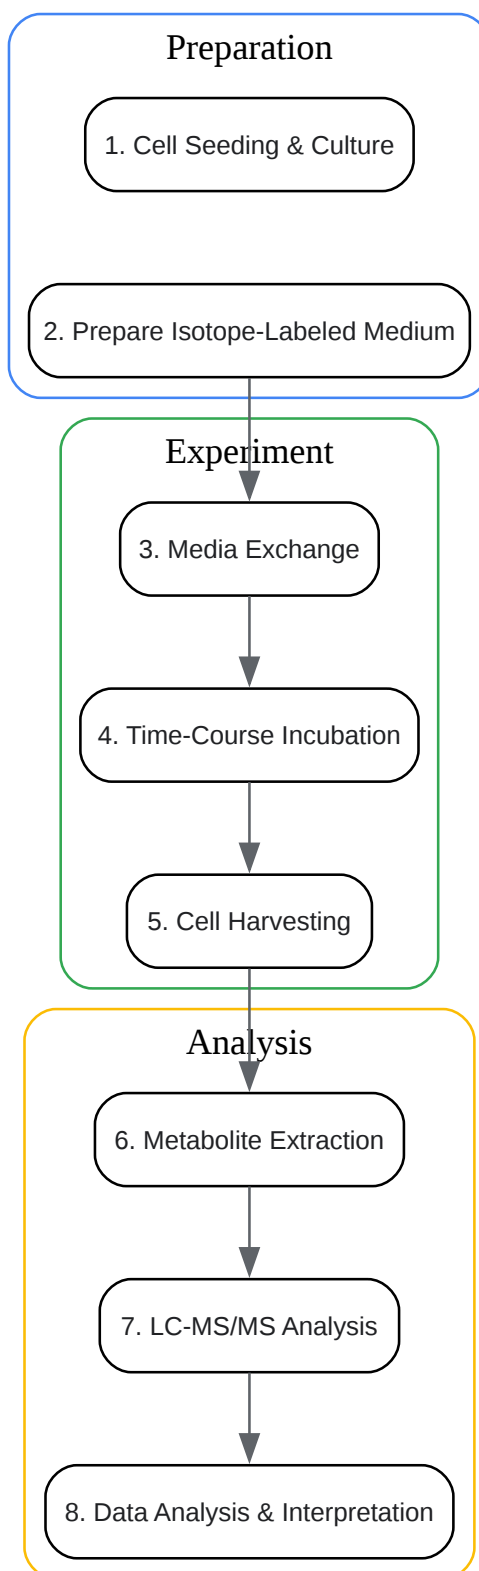 Preparation
1. Cell Seeding & Culture
2. Prepare Isotope-Labeled Medium
Experiment
3. Media Exchange
4. Time-Course Incubation
5. Cell Harvesting
Analysis
6. Metabolite Extraction
7. LC-MS/MS Analysis
8. Data Analysis & Interpretation